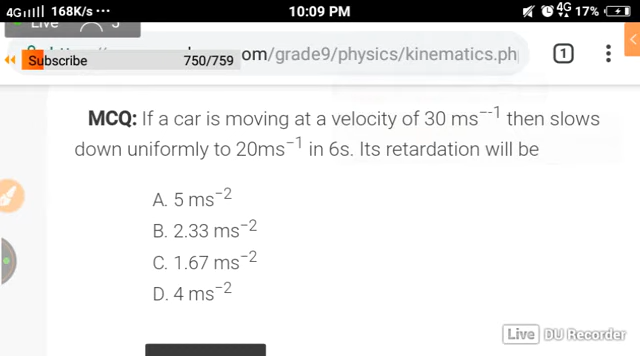 4G 168K/s ··· 10:09 PM 4G 17%
Live
om/grade9/physics/kinematics.ph 1
Subscribe 750/759
MCQ: If a car is moving at a velocity of 30 ms⁻⁻¹ then slows
down uniformly to 20ms⁻¹ in 6s. Its retardation will be
A. 5 ms⁻²
B. 2.33 ms⁻²
C. 1.67 ms⁻²
D. 4 ms⁻²
Live DU Recorder